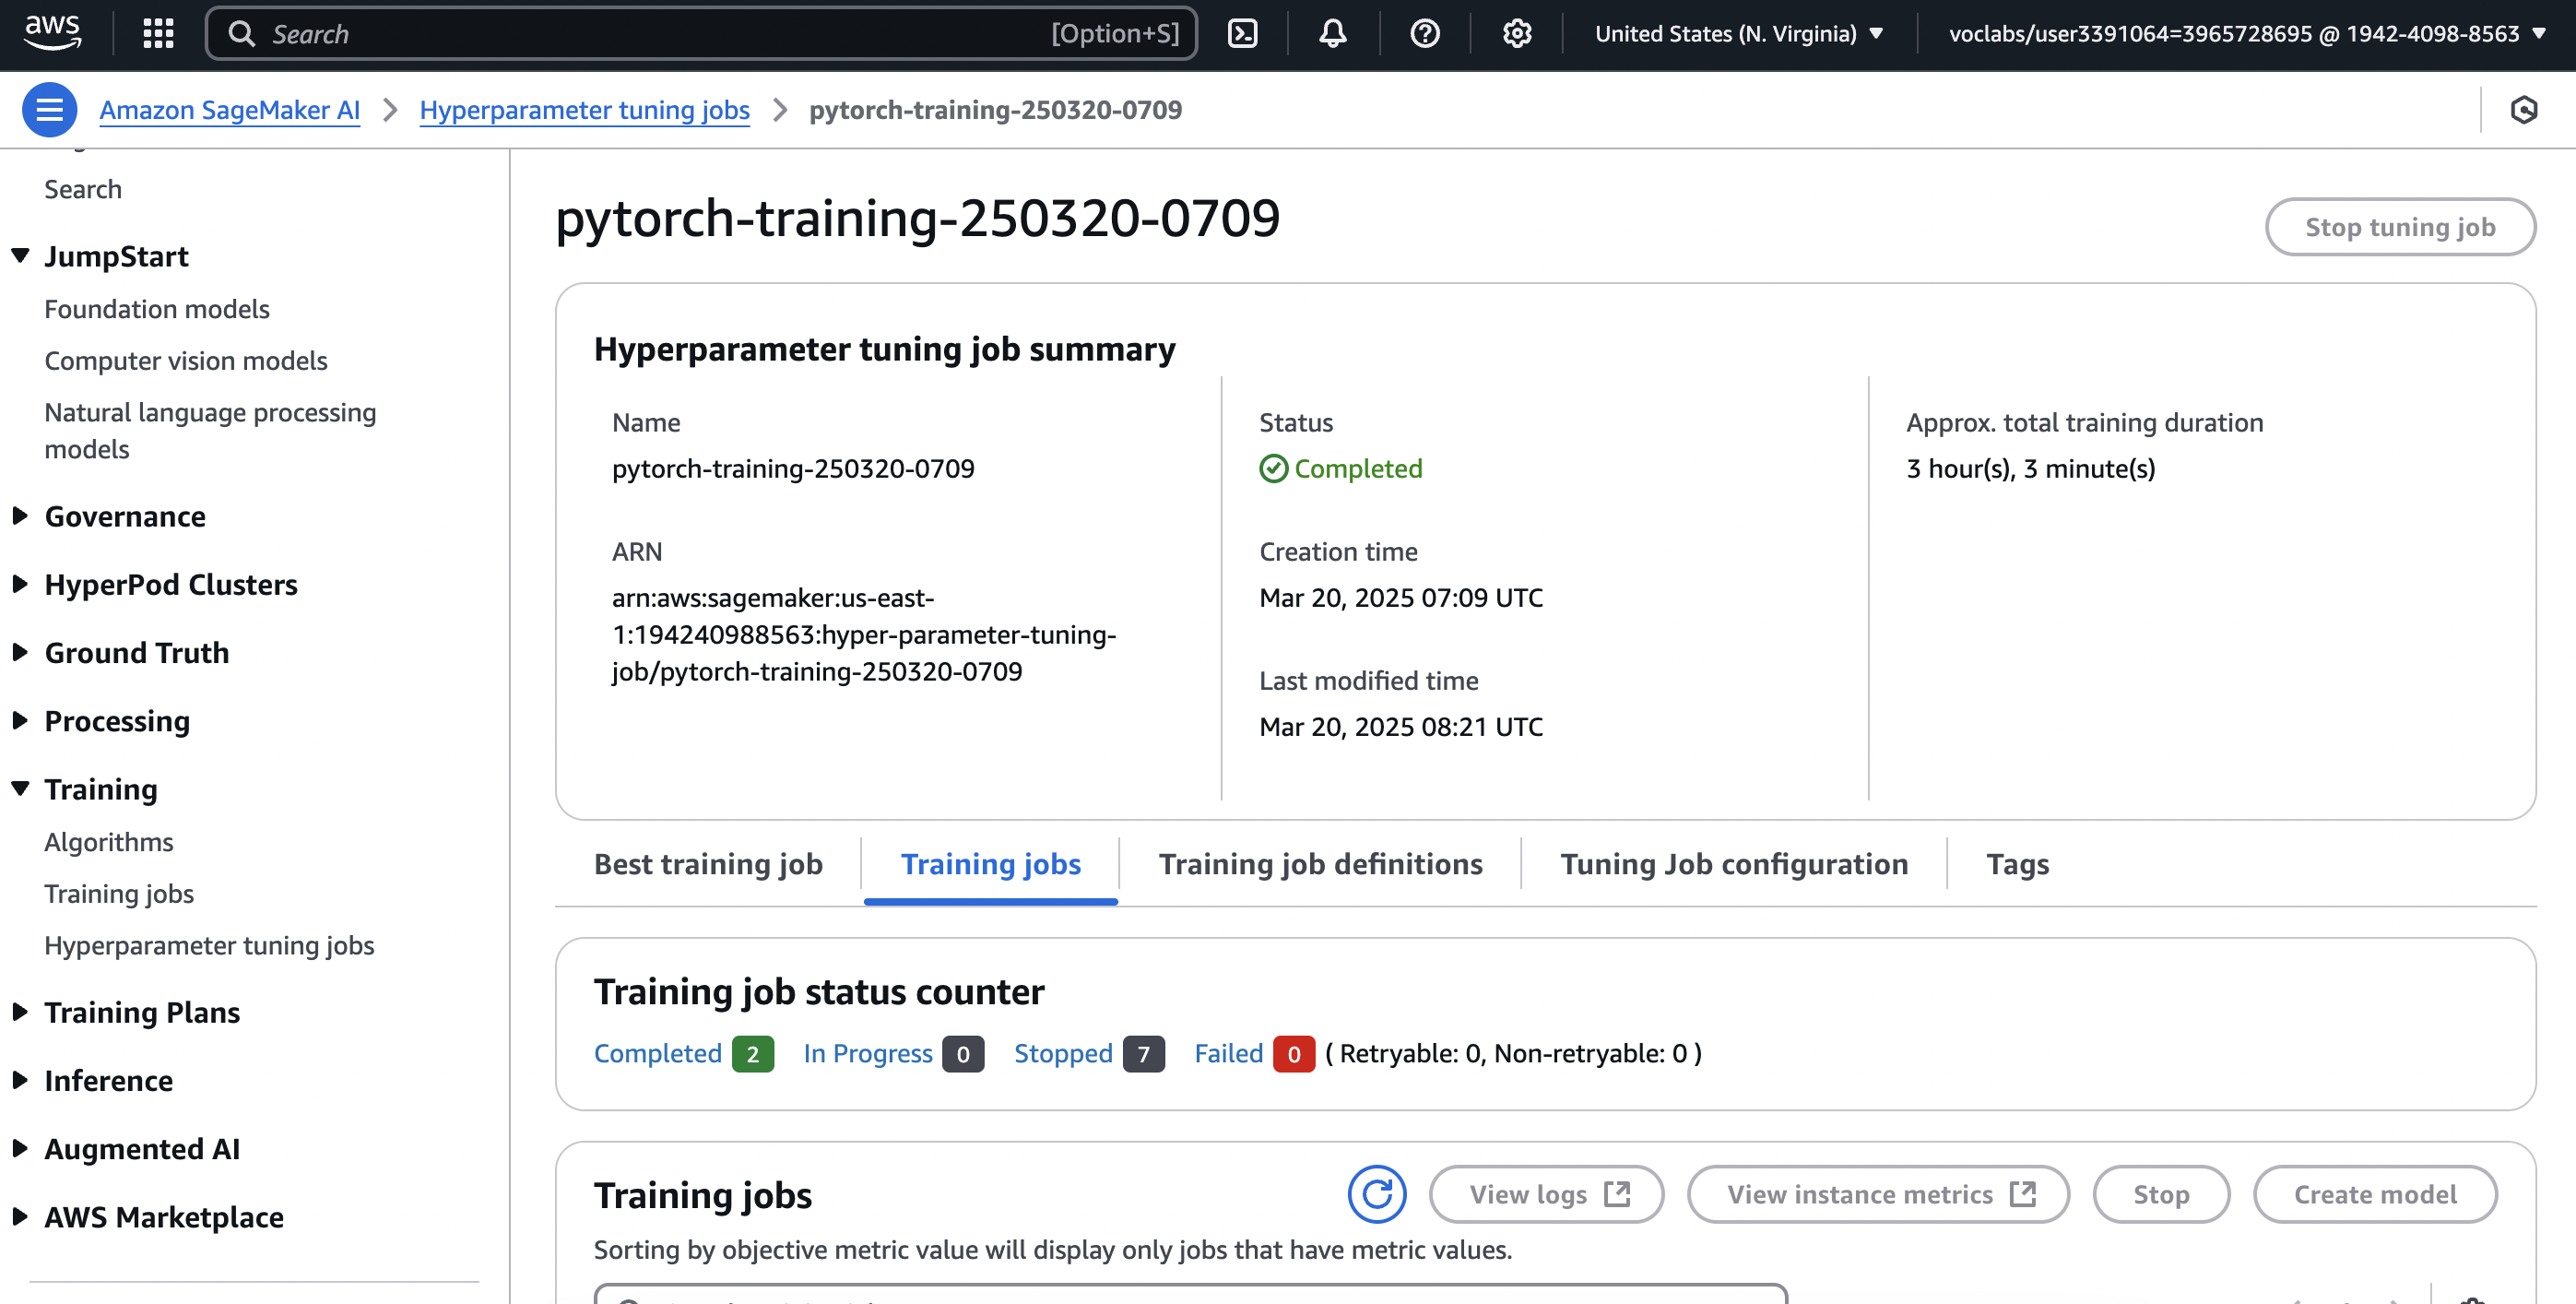 aws
Search
[Option+S]
United States (N. Virginia)
voclabs/user3391064=3965728695 @ 1942-4098-8563
Amazon SageMaker AI
Hyperparameter tuning jobs
pytorch-training-250320-0709
Search
JumpStart
Foundation models
Computer vision models
Natural language processing
models
Governance
HyperPod Clusters
Ground Truth
Processing
Training
Algorithms
Training jobs
Hyperparameter tuning jobs
Training Plans
Inference
Augmented AI
AWS Marketplace
pytorch-training-250320-0709
Stop tuning job
Hyperparameter tuning job summary
Name
pytorch-training-250320-0709
ARN
arn:aws:sagemaker:us-east-
1:194240988563:hyper-parameter-tuning-
job/pytorch-training-250320-0709
Status
Completed
Creation time
Mar 20, 2025 07:09 UTC
Last modified time
Mar 20, 2025 08:21 UTC
Approx. total training duration
3 hour(s), 3 minute(s)
Best training job
Training jobs
Training job definitions
Tuning Job configuration
Tags
Training job status counter
Completed 2 In Progress 0 Stopped 7 Failed 0 ( Retryable: 0, Non-retryable: 0 )
Training jobs
View logs
View instance metrics
Stop
Create model
Sorting by objective metric value will display only jobs that have metric values.